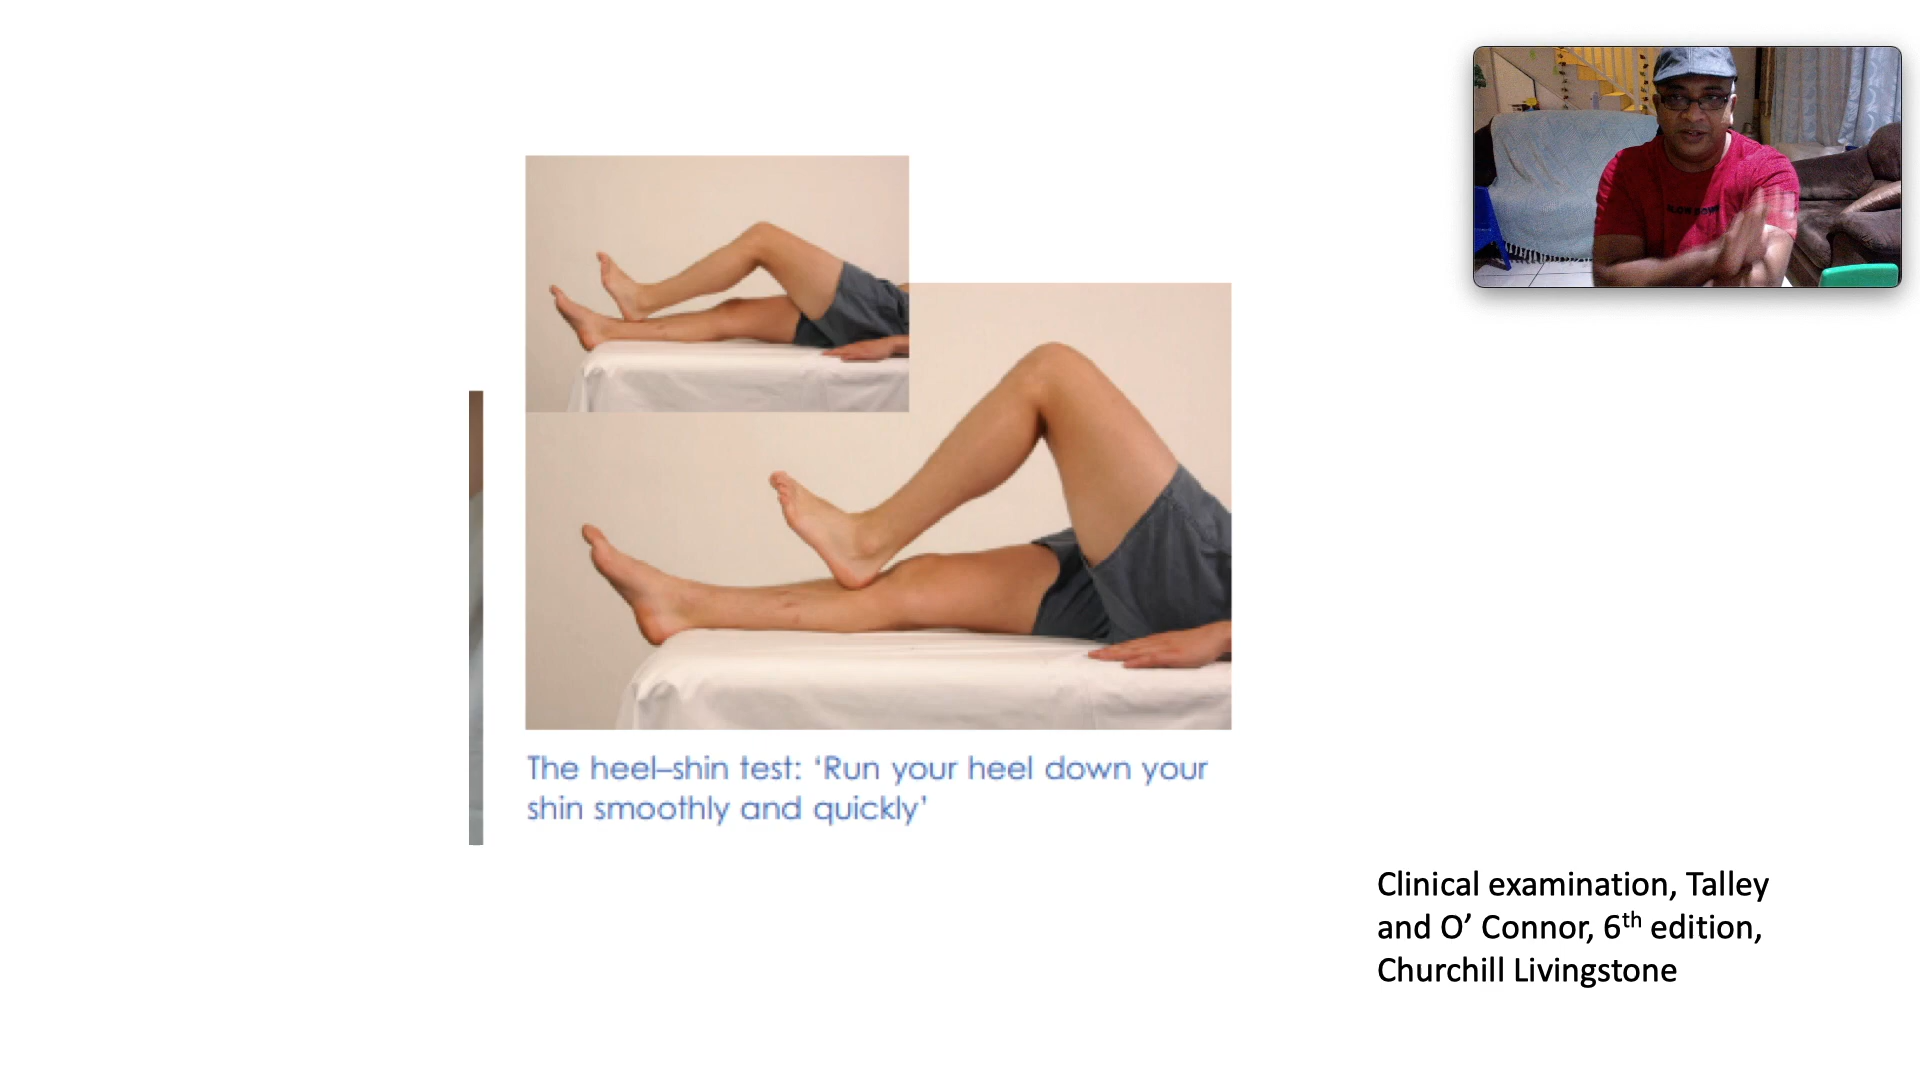 The heel–shin test: ‘Run your heel down your
shin smoothly and quickly’
Clinical examination, Talley
and O’ Connor, 6th edition,
Churchill Livingstone